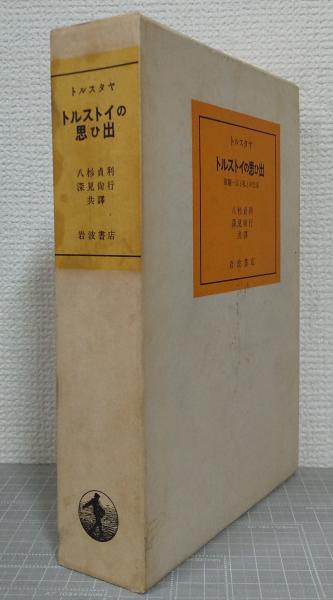 トルスタヤ
トルストイの
思ひ出
八杉貞利
深見尙行
共譯
岩波書店
トルスタヤ
トルストイの思ひ出
八杉貞利
深見尙行
共譯
岩波書店